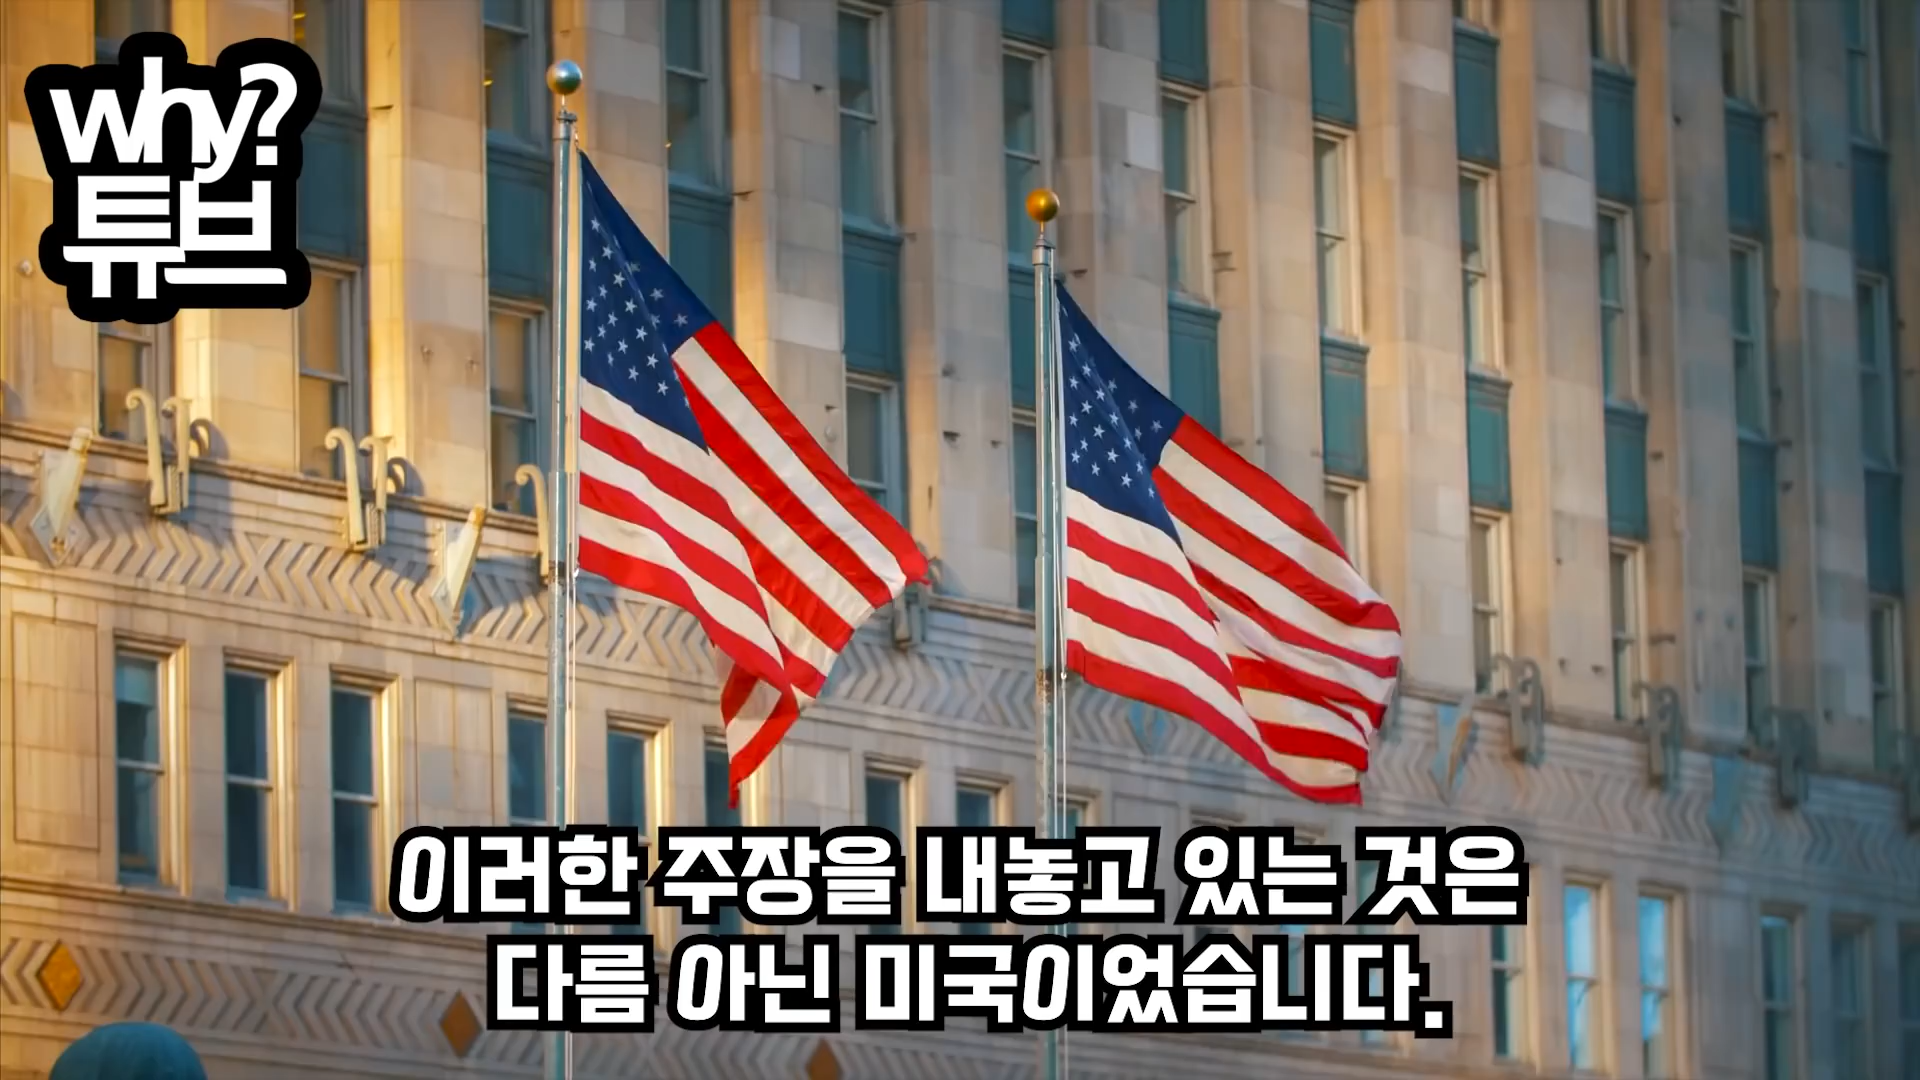 why?
튜브
이러한 주장을 내놓고 있는 것은
다름 아닌 미국이었습니다.